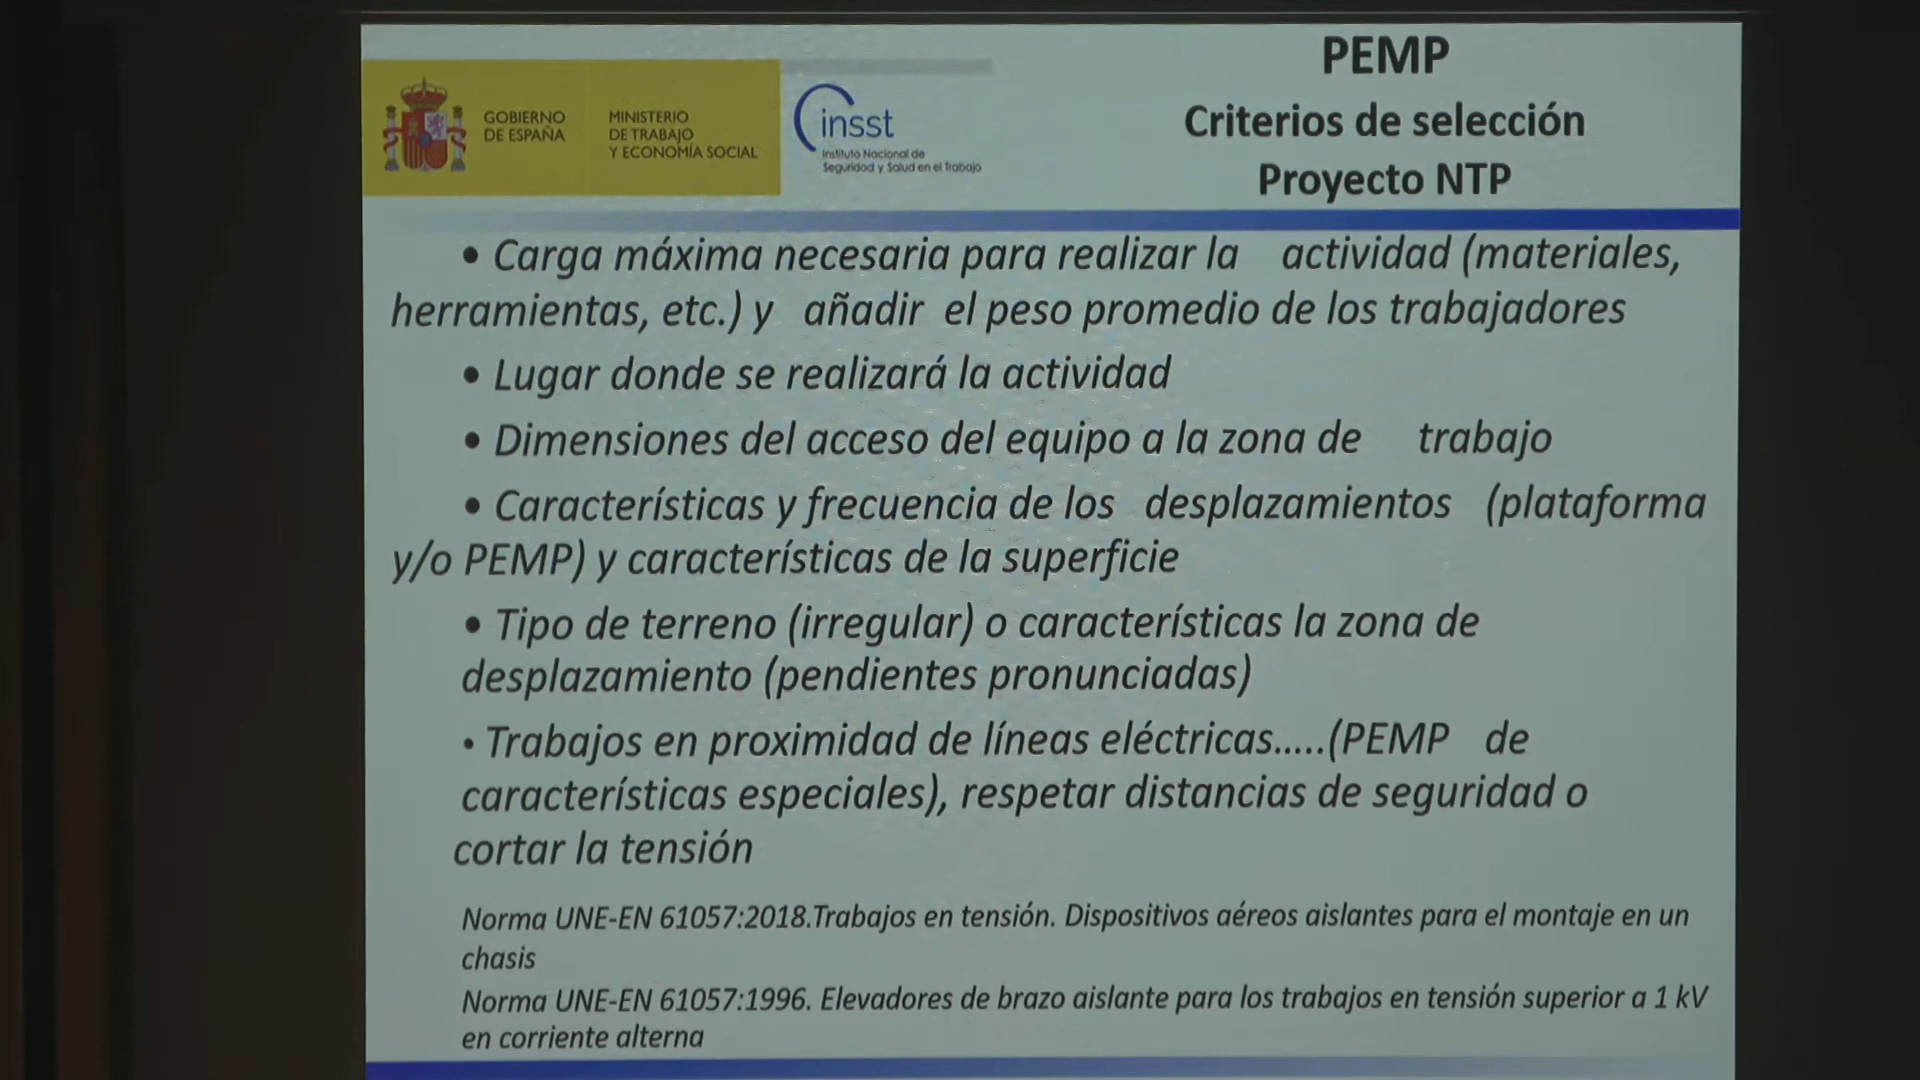 GOBIERNO
DE ESPAÑA
MINISTERIO
DE TRABAJO
Y ECONOMÍA SOCIAL
insst
Instituto Nacional de
Seguridad y Salud en el Trabajo
PEMP
Criterios de selección
Proyecto NTP
• Carga máxima necesaria para realizar la actividad (materiales,
herramientas, etc.) y añadir el peso promedio de los trabajadores
• Lugar donde se realizará la actividad
• Dimensiones del acceso del equipo a la zona de trabajo
• Características y frecuencia de los desplazamientos (plataforma
y/o PEMP) y características de la superficie
• Tipo de terreno (irregular) o características la zona de
desplazamiento (pendientes pronunciadas)
• Trabajos en proximidad de líneas eléctricas.....(PEMP de
características especiales), respetar distancias de seguridad o
cortar la tensión
Norma UNE-EN 61057:2018.Trabajos en tensión. Dispositivos aéreos aislantes para el montaje en un
chasis
Norma UNE-EN 61057:1996. Elevadores de brazo aislante para los trabajos en tensión superior a 1 kV
en corriente alterna